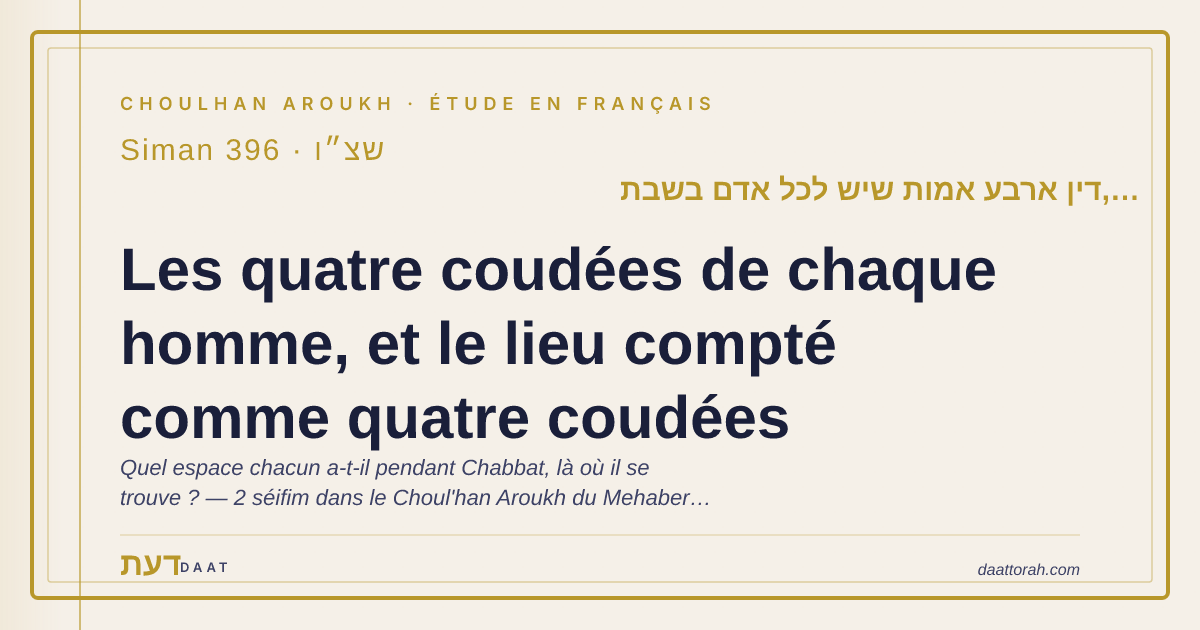 CHOULHAN AROUKH · ÉTUDE EN FRANÇAIS
Siman 396 · שצ״ו
דין ארבע אמות שיש לכל אדם בשבת,…
Les quatre coudées de chaque
homme, et le lieu compté
comme quatre coudées
Quel espace chacun a-t-il pendant Chabbat, là où il se
trouve ? — 2 séifim dans le Choul'han Aroukh du Mehaber…
דעת DAAT
daattorah.com